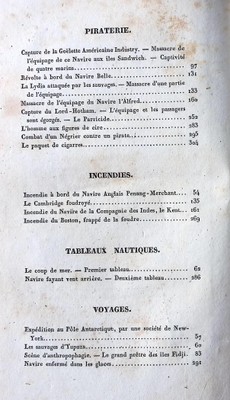 PIRATERIE.
Capture de la Goëlette Américaine Industry. — Massacre de
l'équipage de ce Navire aux îles Sandwich. — Captivité
de quatre marins. 97
Révolte à bord du Navire Belle. 131
La Lydia attaquée par les sauvages. — Massacre d'une partie
de l'équipage. 133
Massacre de l'équipage du Navire l'Alfred. 160
Capture du Lord-Hotham. — L'équipage et les passagers
sont égorgés. — Le Parricide. 252
L'homme aux figures de cire. 283
Combat d'un Négrier contre un pirate. 295
Le paquet de cigarres. 304
INCENDIES.
Incendie à bord du Navire Anglais Penang-Merchant. 54
Le Cambridge foudroyé. 151
Incendie du Navire de la Compagnie des Indes, le Kent. 161
Incendie du Boston, frappé de la foudre. 269
TABLEAUX NAUTIQUES.
Le coup de mer. — Premier tableau. 62
Navire fuyant vent arrière. — Deuxième tableau. 286
VOYAGES.
Expédition au Pôle Antarctique, par une société de New-
York. 57
Les sauvages d'Yupeza. 60
Scène d'anthropophagie. — Le grand prêtre des îles Fidji. 83
Navire enfermé dans les glaces. 291